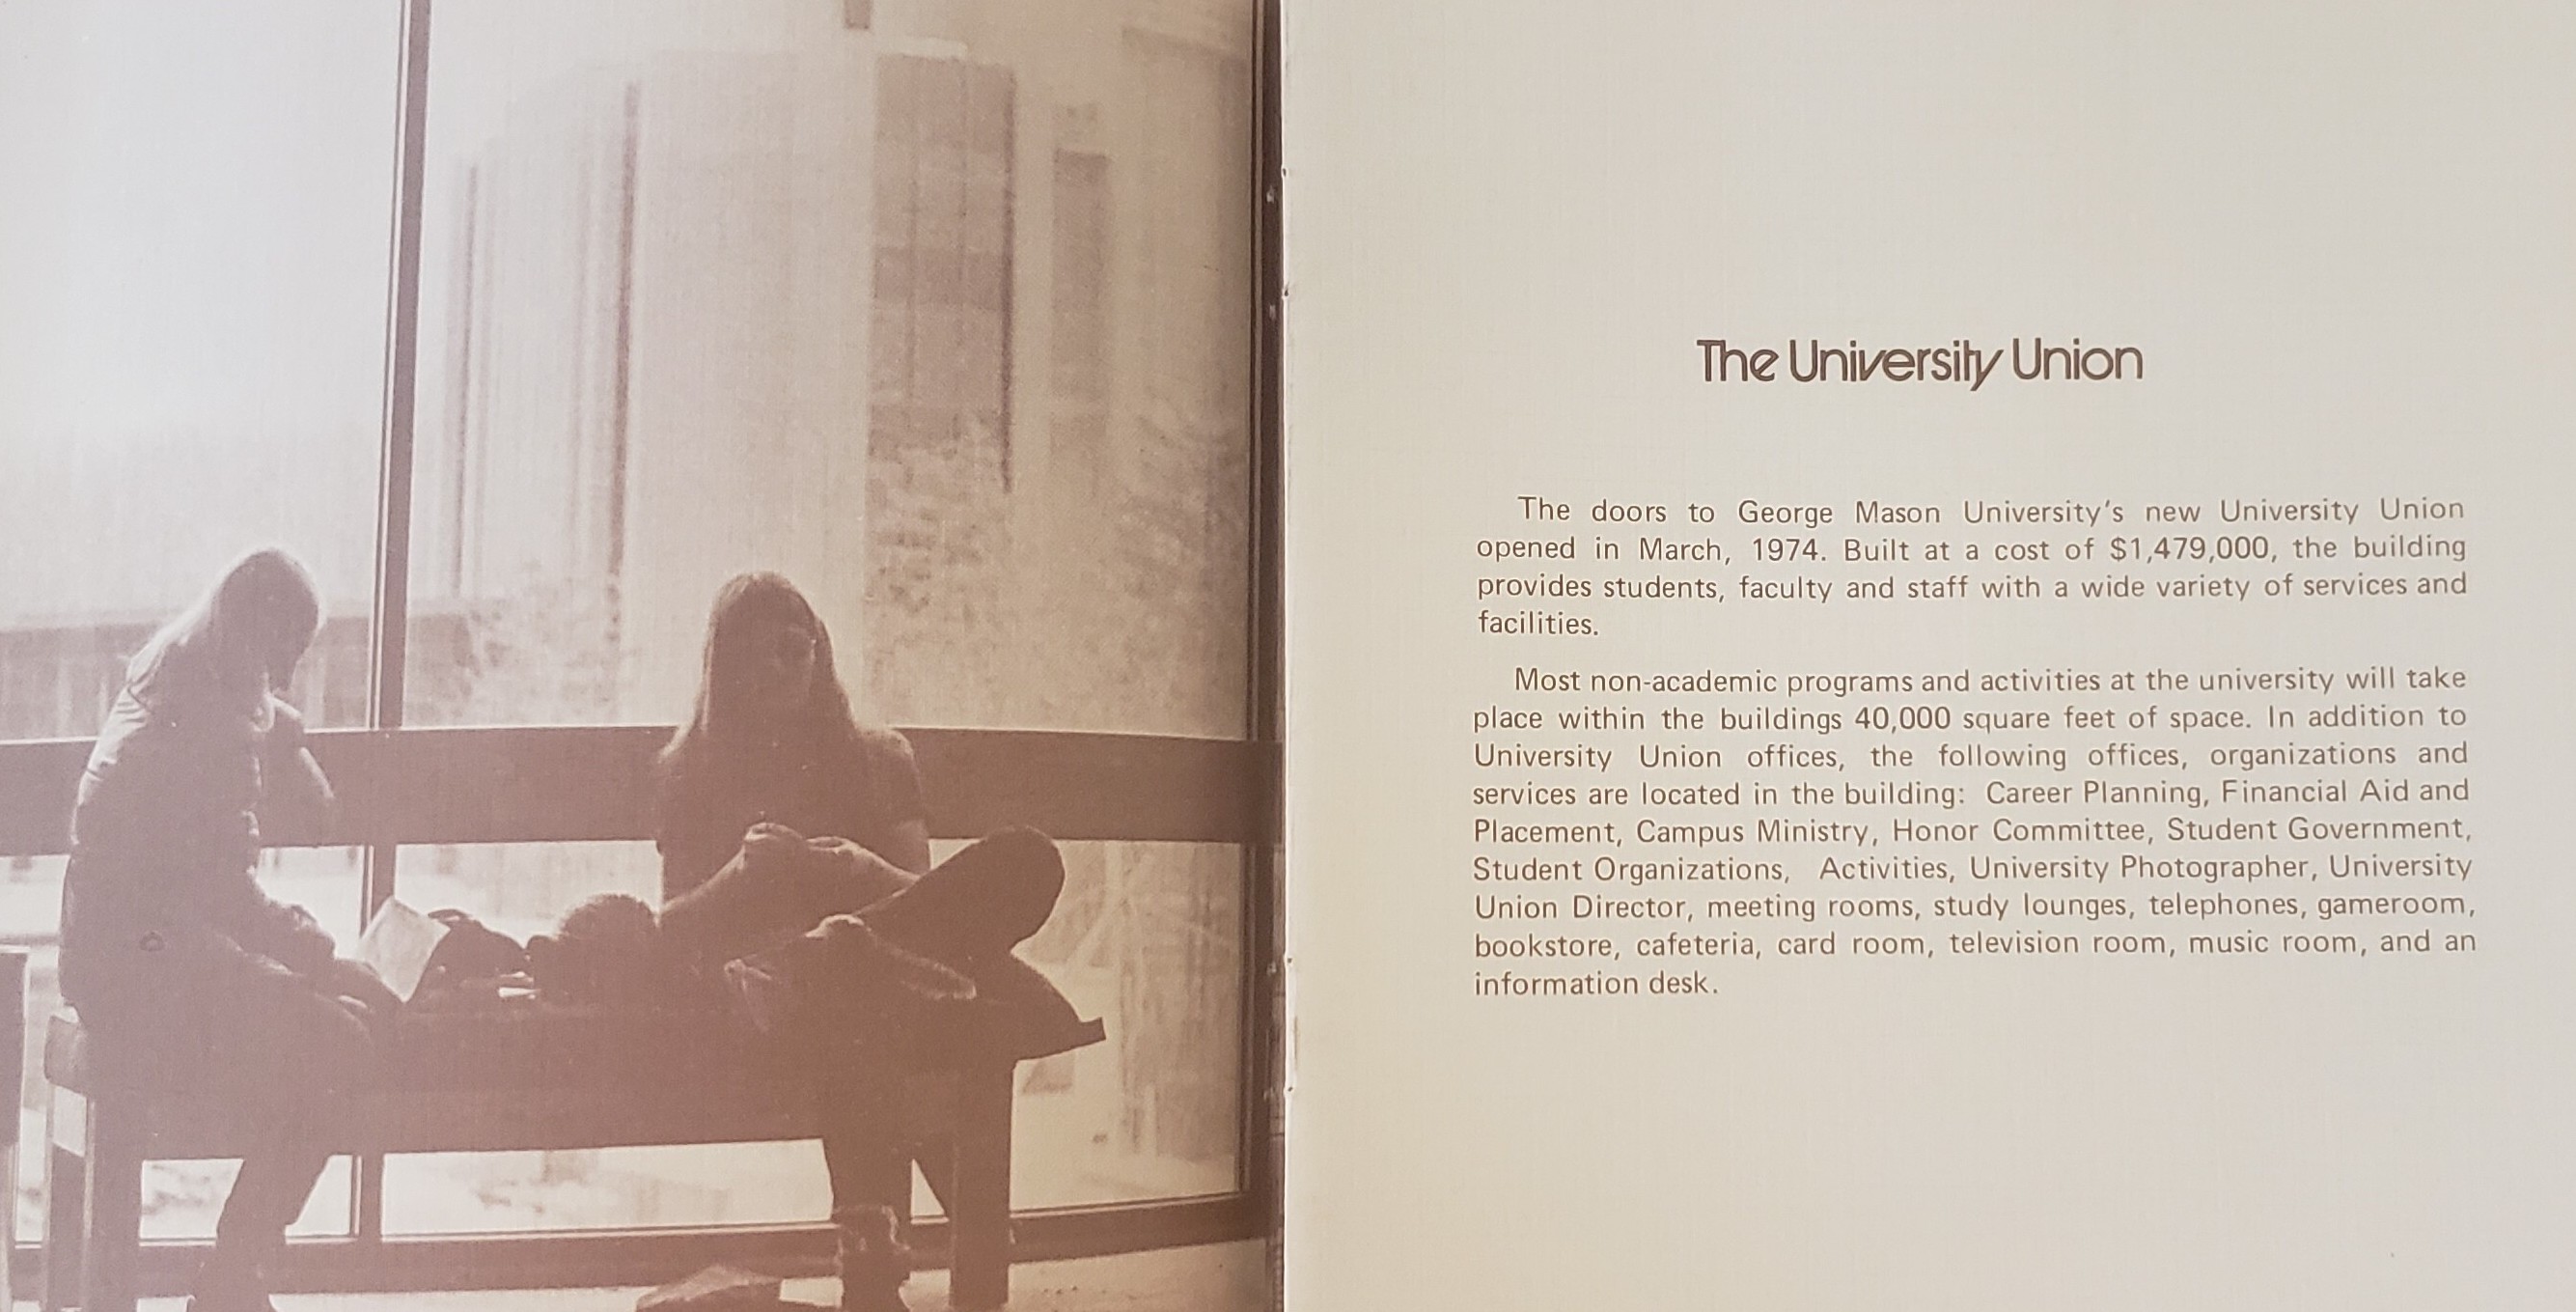 The University Union
The doors to George Mason University's new University Union
opened in March, 1974. Built at a cost of $1,479,000, the building
provides students, faculty and staff with a wide variety of services and
facilities.
Most non-academic programs and activities at the university will take
place within the buildings 40,000 square feet of space. In addition to
University Union offices, the following offices, organizations and
services are located in the building: Career Planning, Financial Aid and
Placement, Campus Ministry, Honor Committee, Student Government,
Student Organizations, Activities, University Photographer, University
Union Director, meeting rooms, study lounges, telephones, gameroom,
bookstore, cafeteria, card room, television room, music room, and an
information desk.